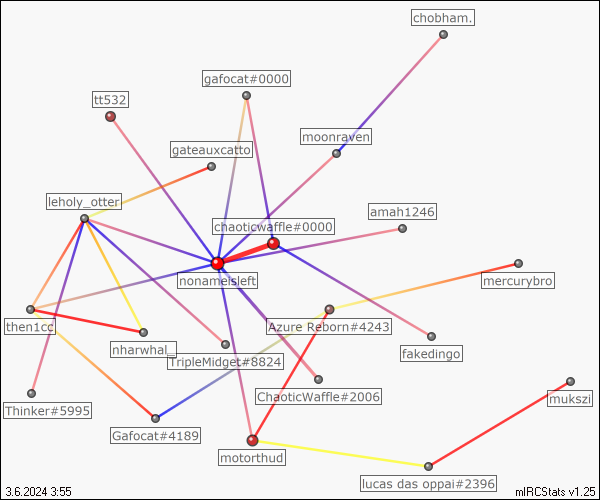 chobham.
gafocat#0000
tt532
moonraven
gateauxcatto
leholy_otter
amah1246
chaoticwaffle#0000
nonameisleft
mercurybro
then1cc
Azure Reborn#4243
nharwhal_
fakedingo
TripleMidget#8824
ChaoticWaffle#2006
mukszi
Thinker#5995
Gafocat#4189
motorthud
lucas das oppai#2396
3.6.2024 3:55
mIRCStats v1.25